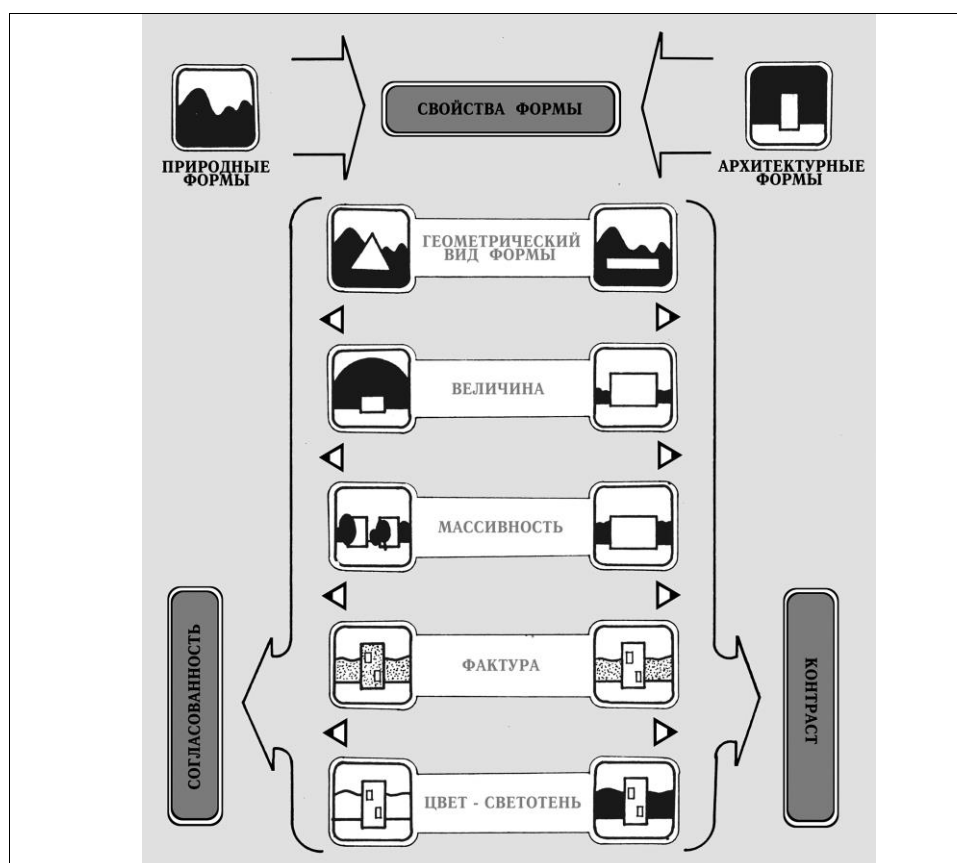 СВОЙСТВА ФОРМЫ
ПРИРОДНЫЕ
ФОРМЫ
АРХИТЕКТУРНЫЕ
ФОРМЫ
ГЕОМЕТРИЧЕСКИЙ
ВИД ФОРМЫ
ВЕЛИЧИНА
МАССИВНОСТЬ
ФАКТУРА
ЦВЕТ - СВЕТОТЕНЬ
СОГЛАСОВАННОСТЬ
КОНТРАСТ